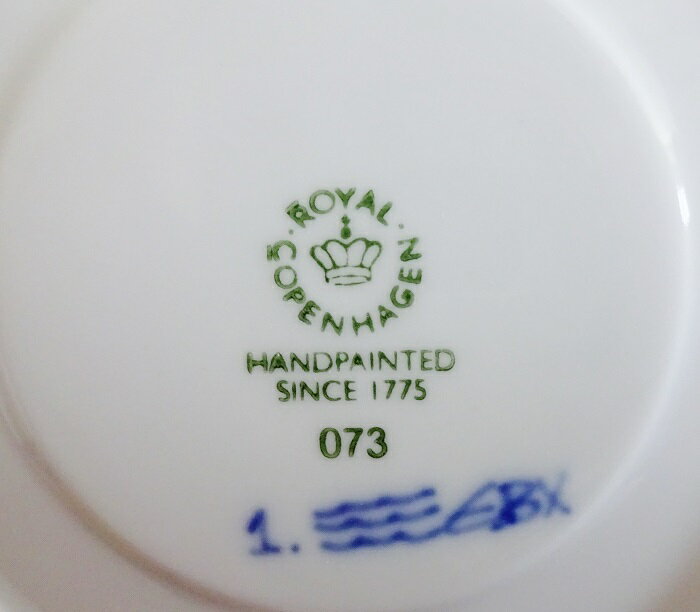 ROYAL COPENHAGEN
HANDPAINTED
SINCE 1775
073
1.